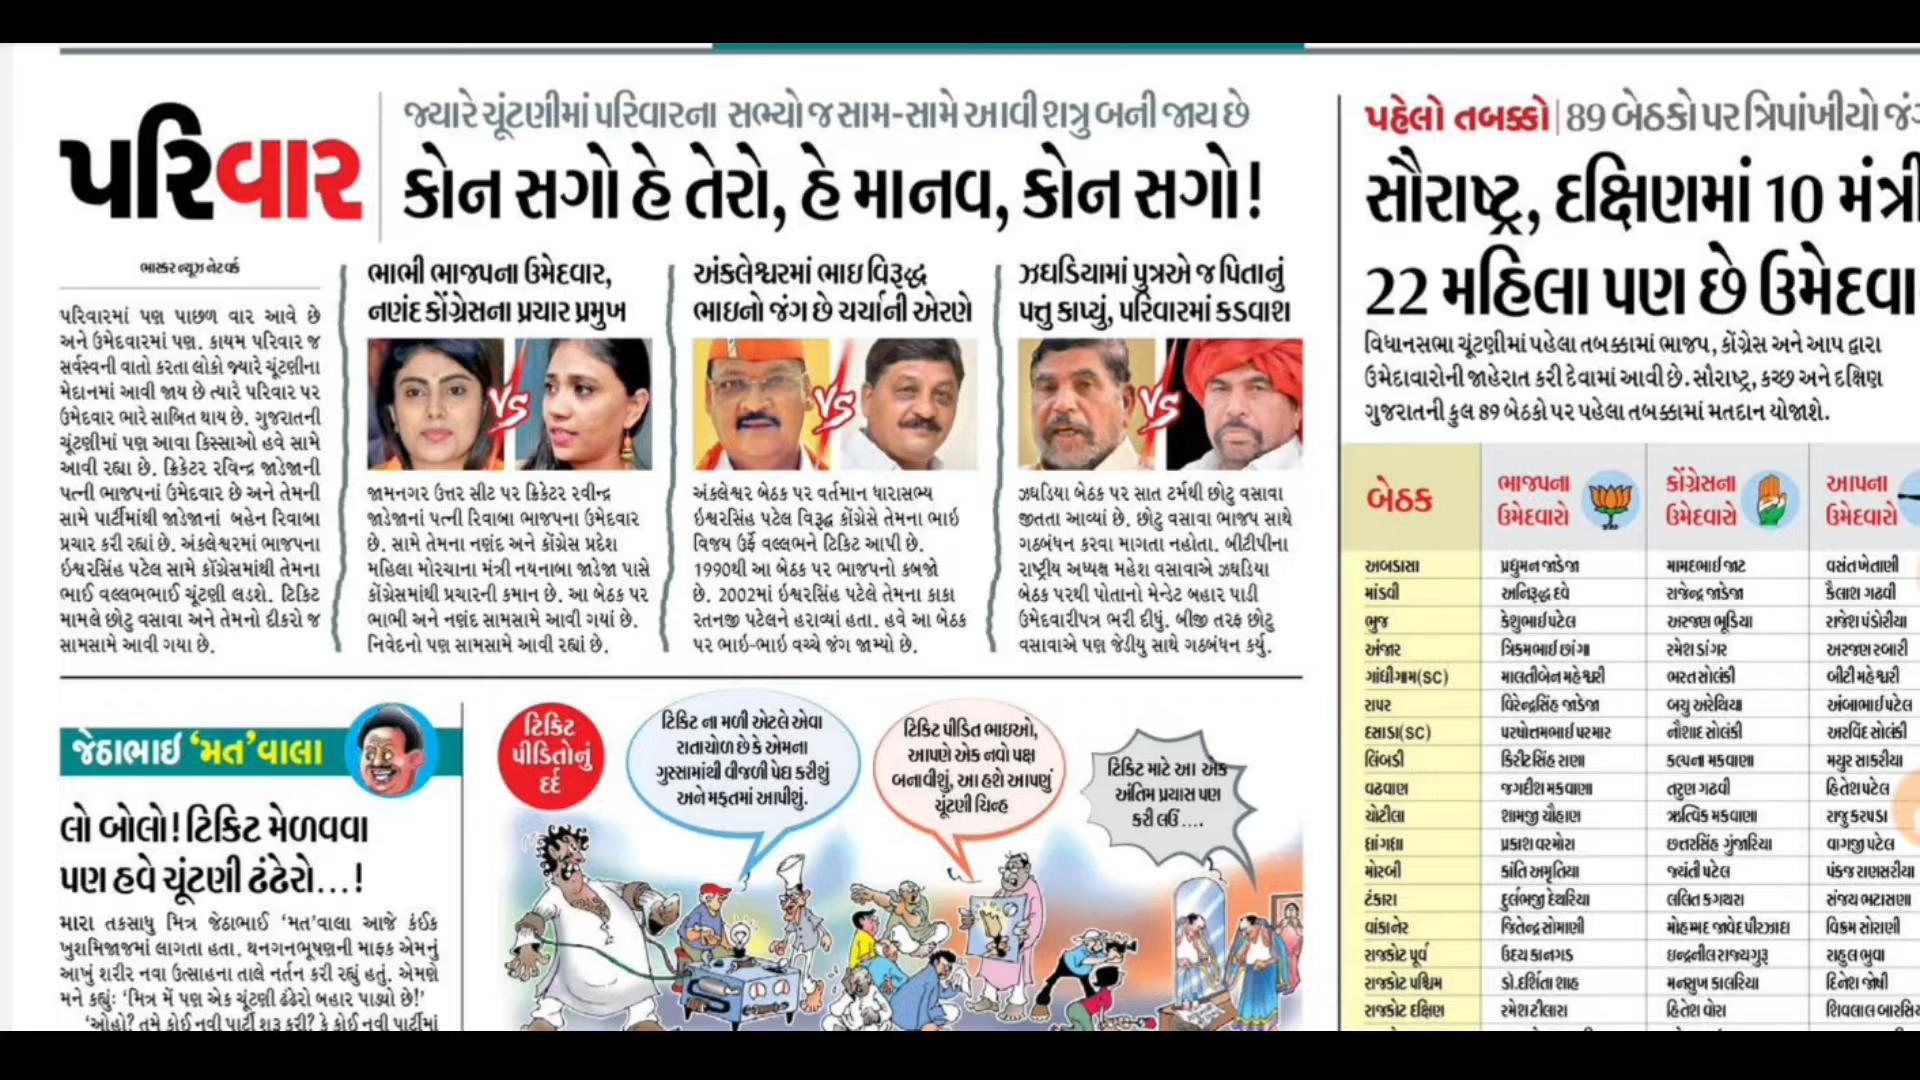 પરિવાર
જ્યારે ચૂંટણીમાં પરિવારના સભ્યો જ સામ-સામે આવી શત્રુ બની જાય છે
કોન સગો હે તેરો, હે માનવ, કોન સગો!
ભાસ્કર ન્યૂઝ નેટવર્ક
પરિવારમાં પણ પાછળ વાર આવે છે
અને ઉમેદવારમાં પણ. કાયમ પરિવાર જ
સર્વસ્વની વાતો કરતા લોકો જ્યારે ચૂંટણીના
મેદાનમાં આવી જાય છે ત્યારે પરિવાર પર
ઉમેદવાર ભારે સાબિત થાય છે. ગુજરાતની
ચૂંટણીમાં પણ આવા કિસ્સાઓ હવે સામે
આવી રહ્યા છે. ક્રિકેટર રવિન્દ્ર જાડેજાની
પત્ની ભાજપનાં ઉમેદવાર છે અને તેમની
સામે પાર્ટીમાંથી જાડેજાનાં બહેન રિવાબા
પ્રચાર કરી રહ્યાં છે. અંકલેશ્વરમાં ભાજપના
ઇશ્વરસિંહ પટેલ સામે કોંગ્રેસમાંથી તેમના
ભાઈ વલ્લભભાઈ ચૂંટણી લડશે. ટિકિટ
મામલે છોટુ વસાવા અને તેમનો દીકરો જ
સામસામે આવી ગયા છે.
ભાભી ભાજપના ઉમેદવાર,
નણંદ કોંગ્રેસના પ્રચાર પ્રમુખ
VS
જામનગર ઉત્તર સીટ પર ક્રિકેટર રવીન્દ્ર
જાડેજાનાં પત્ની રિવાબા ભાજપના ઉમેદવાર
છે. સામે તેમના નણંદ અને કોંગ્રેસ પ્રદેશ
મહિલા મોરચાના મંત્રી નયનાબા જાડેજા પાસે
કોંગ્રેસમાંથી પ્રચારની કમાન છે. આ બેઠક પર
ભાભી અને નણંદ સામસામે આવી ગયાં છે.
નિવેદનો પણ સામસામે આવી રહ્યાં છે.
અંકલેશ્વરમાં ભાઇ વિરૂદ્ધ
ભાઇનો જંગ છે ચર્ચાની એરણે
VS
અંકલેશ્વર બેઠક પર વર્તમાન ધારાસભ્ય
ઇશ્વરસિંહ પટેલ વિરૂદ્ધ કોંગ્રેસે તેમના ભાઇ
વિજય ઉર્ફે વલ્લભને ટિકિટ આપી છે.
1990થી આ બેઠક પર ભાજપનો કબજો
છે. 2002માં ઇશ્વરસિંહ પટેલે તેમના કાકા
રતનજી પટેલને હરાવ્યાં હતા. હવે આ બેઠક
પર ભાઇ-ભાઇ વચ્ચે જંગ જામ્યો છે.
ઝઘડિયામાં પુત્રએ જ પિતાનું
પત્તુ કાપ્યું, પરિવારમાં કડવાશ
VS
ઝઘડિયા બેઠક પર સાત ટર્મથી છોટુ વસાવા
જીતતા આવ્યાં છે. છોટુ વસાવા ભાજપ સાથે
ગઠબંધન કરવા માગતા નહોતા. બીટીપીના
રાષ્ટ્રીય અધ્યક્ષ મહેશ વસાવાએ ઝઘડિયા
બેઠક પરથી પોતાનો મેન્ડેટ બહાર પાડી
ઉમેદવારીપત્ર ભરી દીધું. બીજી તરફ છોટુ
વસાવાએ પણ જેડીયુ સાથે ગઠબંધન કર્યુ.
જેઠાભાઇ ‘મત’વાલા
લો બોલો! ટિકિટ મેળવવા
પણ હવે ચૂંટણી ઢંઢેરો...!
મારા તકસાધુ મિત્ર જેઠાભાઈ ‘મત’વાલા આજે કંઈક
ખુશમિજાજમાં લાગતા હતા. થનગનભૂષણની માફક એમનું
આખું શરીર નવા ઉત્સાહના તાલે નર્તન કરી રહ્યું હતું. એમણે
મને કહ્યુંઃ ‘મિત્ર મેં પણ એક ચૂંટણી ઢંઢેરો બહાર પાડ્યો છે!’
‘ઓહો? તમે કોઈ નવી પાર્ટી શરૂ કરી? કે કોઈ નવી પાર્ટીમાં
ટિકિટ
પીડિતોનું
દર્દ
ટિકિટ ના મળી એટલે એવા
રાતાચોળ છે કે એમના
ગુસ્સામાંથી વીજળી પેદા કરીશું
અને મફતમાં આપીશું.
ટિકિટ પીડિત ભાઇઓ,
આપણે એક નવો પક્ષ
બનાવીશું, આ હશે આપણું
ચૂંટણી ચિન્હ
ટિકિટ માટે આ એક
અંતિમ પ્રયાસ પણ
કરી લઉં....
પહેલો તબક્કો | 89 બેઠકો પર ત્રિપાંખીયો
સૌરાષ્ટ્ર, દક્ષિણમાં 10
22 મહિલા પણ છે
વિધાનસભા ચૂંટણીમાં પહેલા તબક્કામાં ભાજપ, કોંગ્રેસ અને આપ દ્વારા
ઉમેદાવારોની જાહેરાત કરી દેવામાં આવી છે. સૌરાષ્ટ્ર, કચ્છ અને દક્ષિણ
ગુજરાતની કુલ 89 બેઠકો પર પહેલા તબક્કામાં મતદાન યોજાશે.
બેઠક ભાજપના ઉમેદવારો કોંગ્રેસના ઉમેદવારો આપના ઉમેદવારો
અબડાસા પ્રદ્યુમન જાડેજા મામદભાઈ જાટ વસંત ખેતાણી
માંડવી અનિરૂદ્ધ દવે રાજેન્દ્ર જાડેજા કૈલાશ ગઢવી
ભુજ કેશુભાઈ પટેલ અરજણ ભૂડિયા રાજેશ પંડોરીયા
અંજાર ત્રિકમભાઈ છાંગા રમેશ ડાંગર અરજણ રબારી
ગાંધીગામ(SC) માલતીબેન મહેશ્વરી ભરત સોલંકી બીટી મહેશ્વરી
રાપર વિરેન્દ્રસિંહ જાડેજા બચુ અરેથિયા અંબાભાઈ પટેલ
દસાડા(SC) પરષોતમભાઈ પરમાર નૌશાદ સોલંકી અરવિંદ સોલંકી
લિંબડી કિરીટસિંહ રાણા કલ્પના મકવાણા મયુર સાકરીયા
વઢવાણ જગદીશ મકવાણા તરુણ ગઢવી હિતેશ પટેલ
ચોટીલા શામજી ચૌહાણ ઋત્વિક મકવાણા રાજુ કરપડા
ધ્રાંગધ્રા પ્રકાશ વરમોરા છત્તરસિંહ ગુંજારિયા વાગજી પટેલ
મોરબી કાંતિ અમૃતિયા જયંતી પટેલ પંકજ રાણસરીયા
ટંકારા દુર્લભજી દેથરિયા લલિત કગથરા સંજય ભટાસણા
વાંકાનેર જિતેન્દ્ર સોમાણી મોહમ્મદ જાવેદ પીરઝાદા વિક્રમ સોરાણી
રાજકોટ પૂર્વ ઉદય કાનગડ ઇન્દ્રનીલ રાજ્યગુરૂ રાહુલ ભુવા
રાજકોટ પશ્ચિમ ડો.દર્શિતા શાહ મનસુખ કાલરિયા દિનેશ જોષી
રાજકોટ દક્ષિણ રમેશ ટીલારા હિતેશ વોરા શિવલાલ